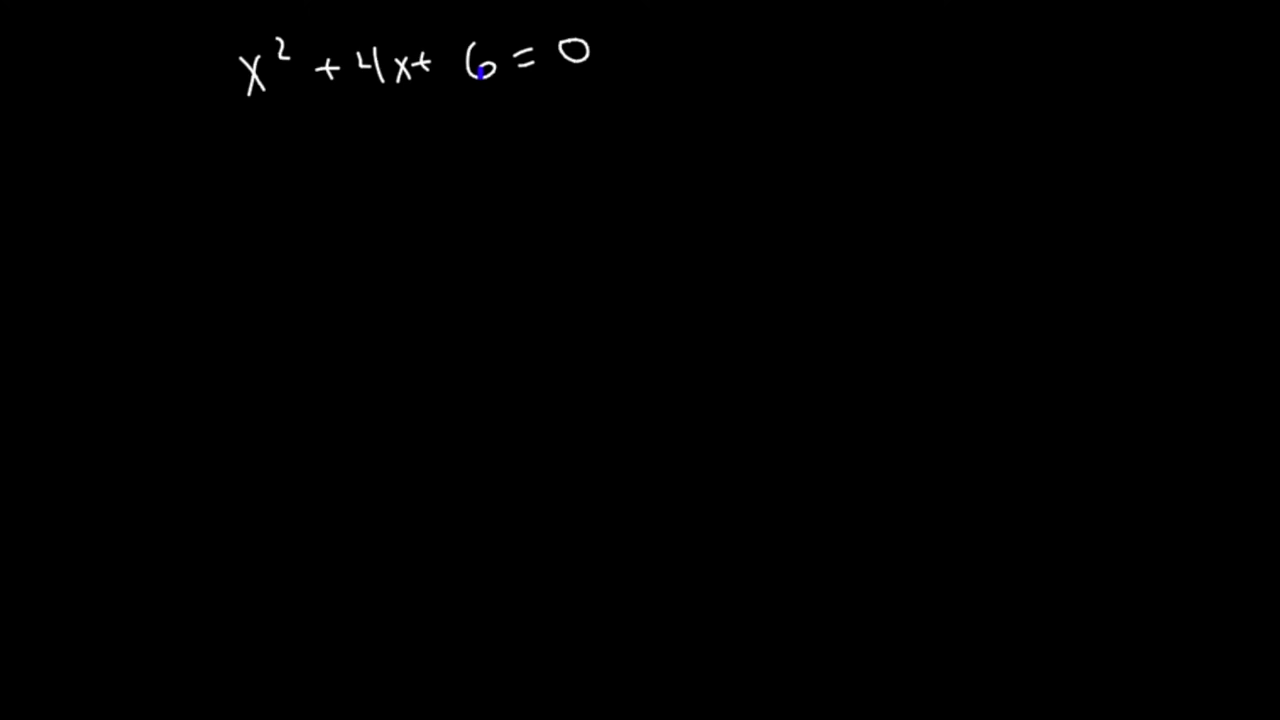 x² + 4x + 6 = 0